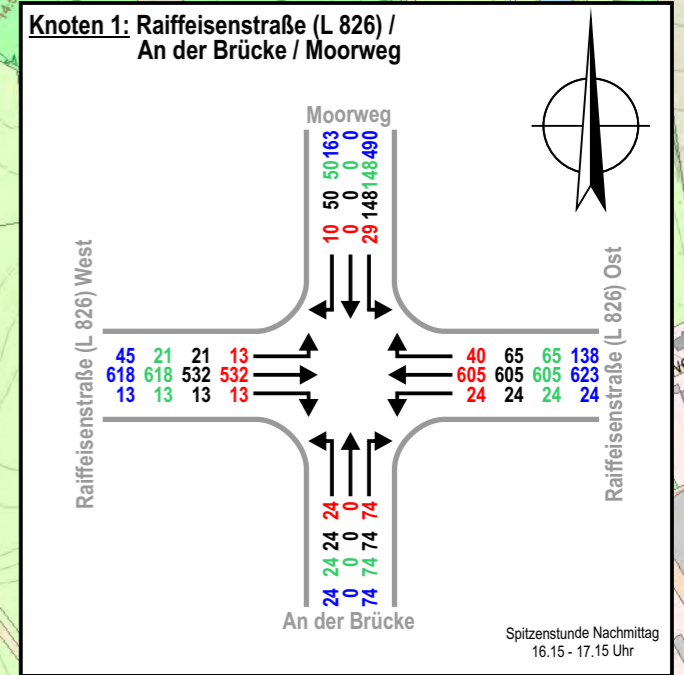 Knoten 1: Raiffeisenstraße (L 826) /
An der Brücke / Moorweg
Moorweg
10 50 50 163
0 0 0 0
29 148 148 490
Raiffeisenstraße (L 826) West
45 21 21 13
618 618 532 532
13 13 13 13
40 65 65 138
605 605 605 623
24 24 24 24
Raiffeisenstraße (L 826) Ost
24 24 24 24
0 0 0 0
74 74 74 74
An der Brücke
Spitzenstunde Nachmittag
16.15 - 17.15 Uhr